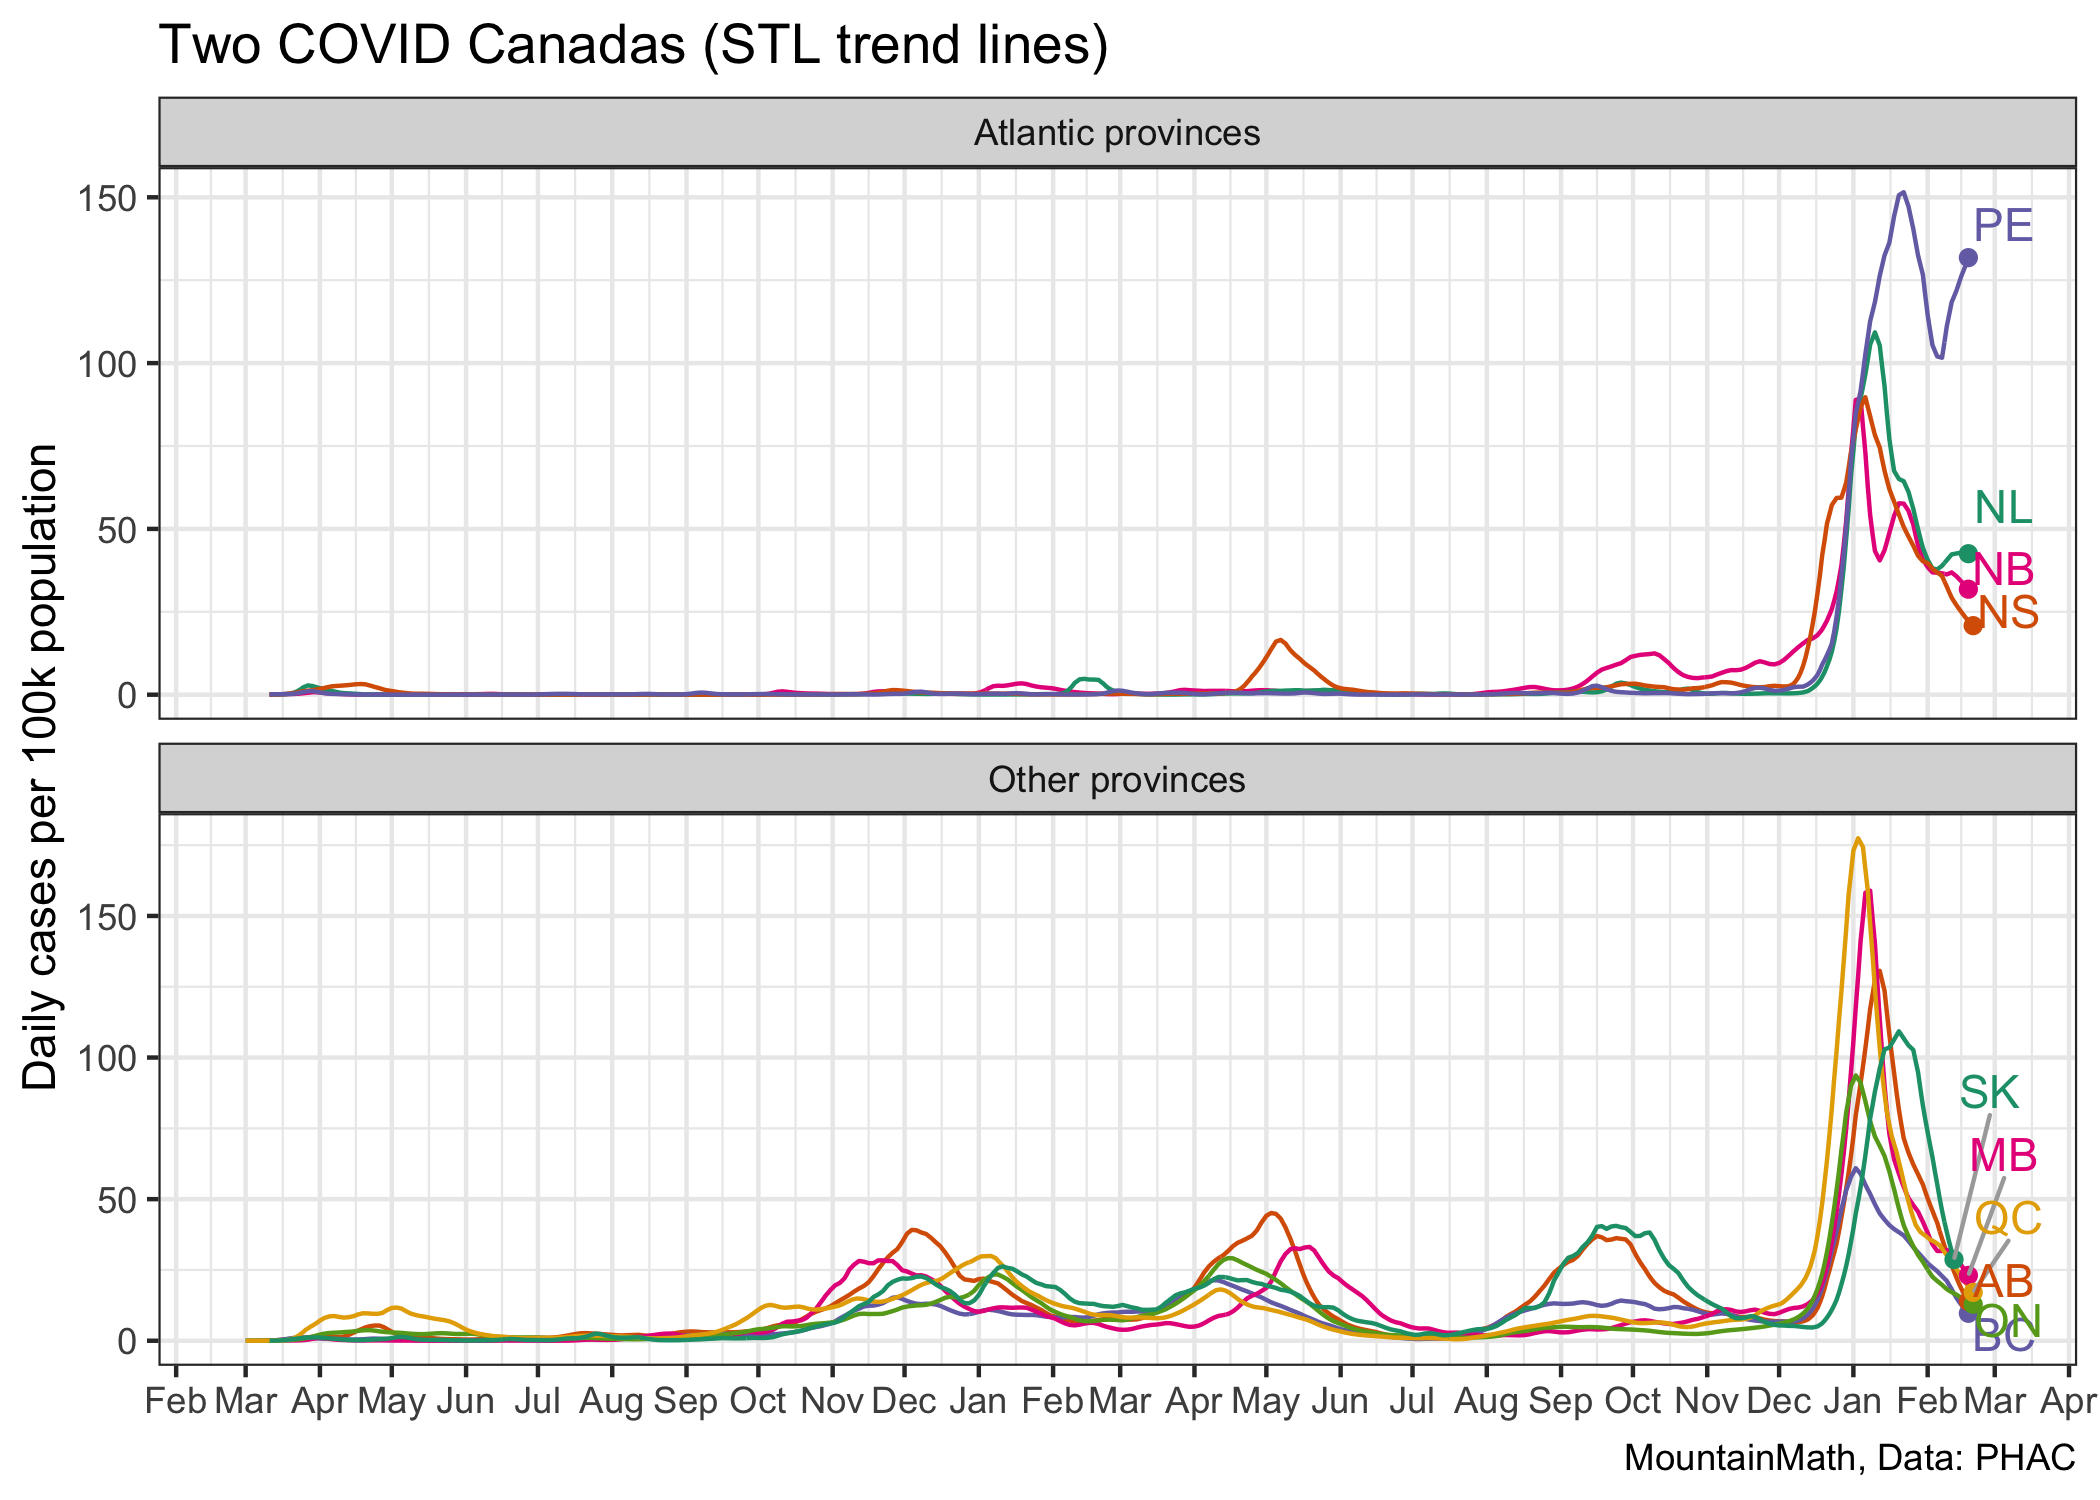 Two COVID Canadas (STL trend lines)
Atlantic provinces
150
100
50
0
PE
NL
NB
NS
Daily cases per 100k population
Other provinces
150
100
50
0
SK
MB
QC
AB
ON
BC
Feb Mar Apr May Jun Jul Aug Sep Oct Nov Dec Jan Feb Mar Apr May Jun Jul Aug Sep Oct Nov Dec Jan Feb Mar Apr
MountainMath, Data: PHAC